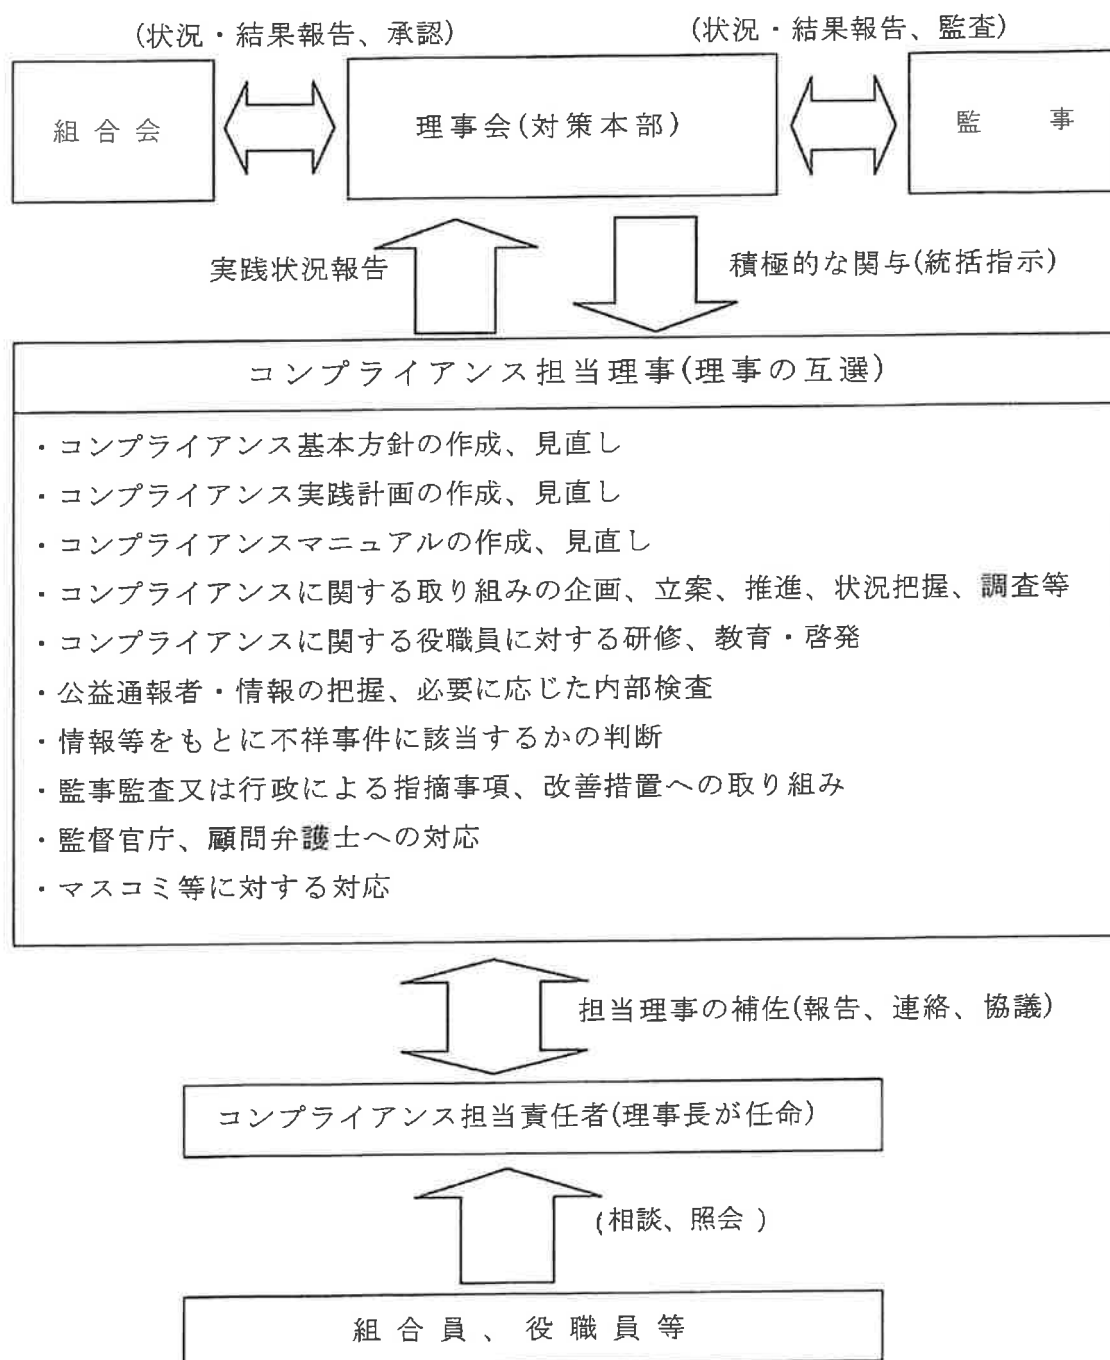 (状況・結果報告、承認)
(状況・結果報告、監査)
組合会
理事会(対策本部)
監 事
実践状況報告
積極的な関与(統括指示)
コンプライアンス担当理事(理事の互選)
・コンプライアンス基本方針の作成、見直し
・コンプライアンス実践計画の作成、見直し
・コンプライアンスマニュアルの作成、見直し
・コンプライアンスに関する取り組みの企画、立案、推進、状況把握、調査等
・コンプライアンスに関する役職員に対する研修、教育・啓発
・公益通報者・情報の把握、必要に応じた内部検査
・情報等をもとに不祥事件に該当するかの判断
・監事監査又は行政による指摘事項、改善措置への取り組み
・監督官庁、顧問弁護士への対応
・マスコミ等に対する対応
担当理事の補佐(報告、連絡、協議)
コンプライアンス担当責任者(理事長が任命)
(相談、照会 )
組合員、役職員等